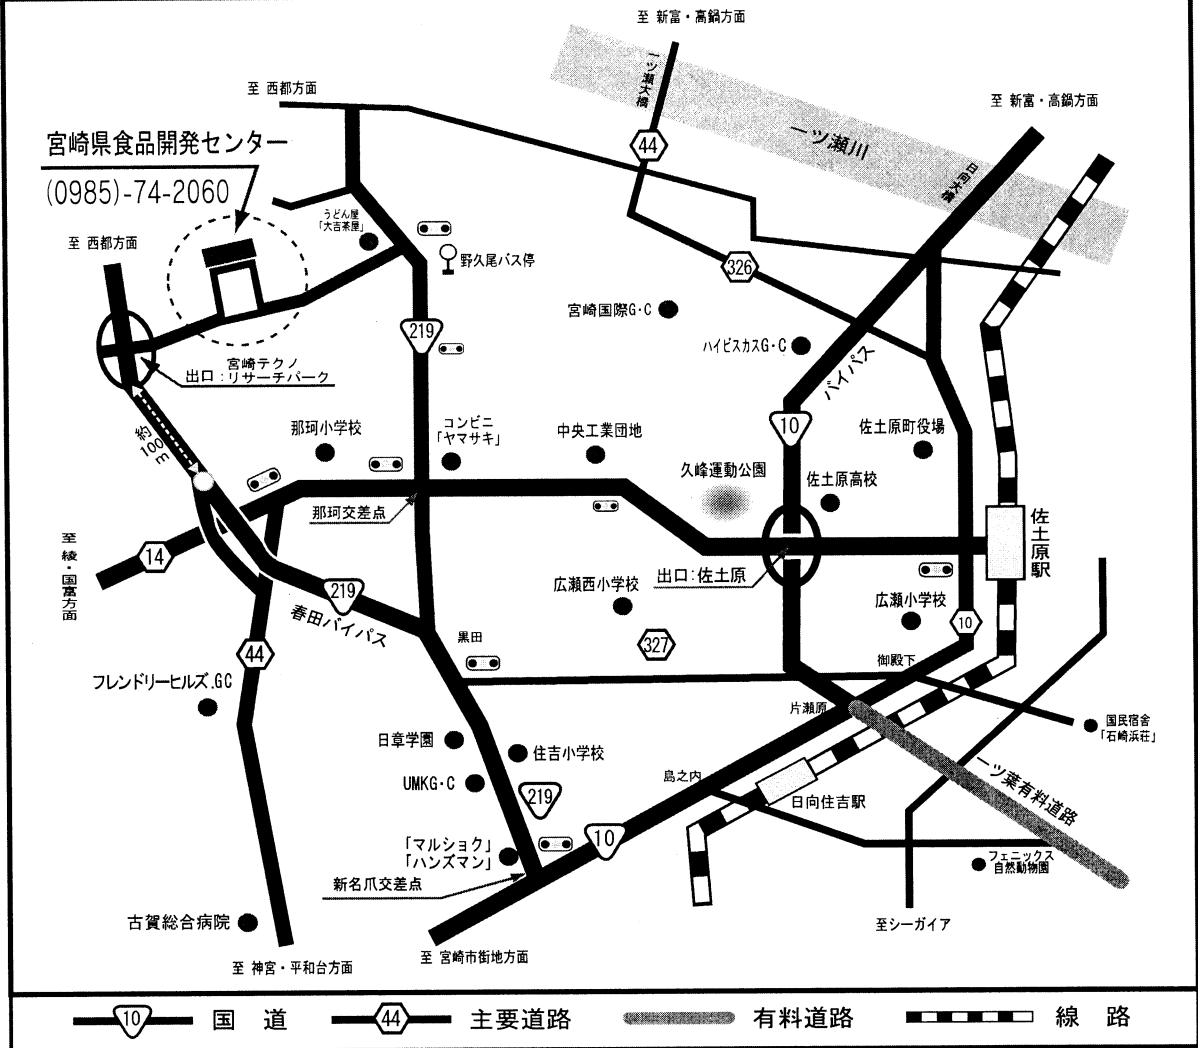 至 新富・高鍋方面
至 西都方面
一ツ瀬大橋
至 新富・高鍋方面
宮崎県食品開発センター
44
一ツ瀬川
日向大橋
(0985)-74-2060
うどん屋
「大吉茶屋」
至 西都方面
野久尾バス停
326
宮崎国際G・C
219
ハイビスカスG・C
バイパス
宮崎テクノ
出口:リサーチパーク
約100m
那珂小学校
コンビニ
「ヤマサキ」
中央工業団地
10
佐土原町役場
久峰運動公園
佐土原高校
那珂交差点
佐土原駅
至 綾・国富方面
14
出口:佐土原
広瀬西小学校
広瀬小学校
219
春田バイパス
10
黒田
327
44
御殿下
フレンドリーヒルズ.GC
片瀬原
国民宿舎
「石崎浜荘」
日章学園
住吉小学校
島之内
UMKG・C
219
日向住吉駅
一ツ葉有料道路
10
「マルショク」
「ハンズマン」
フェニックス
自然動物園
新名爪交差点
古賀総合病院
至シーガイア
至 神宮・平和台方面
至 宮崎市街地方面
10 国道
44 主要道路
有料道路
線路